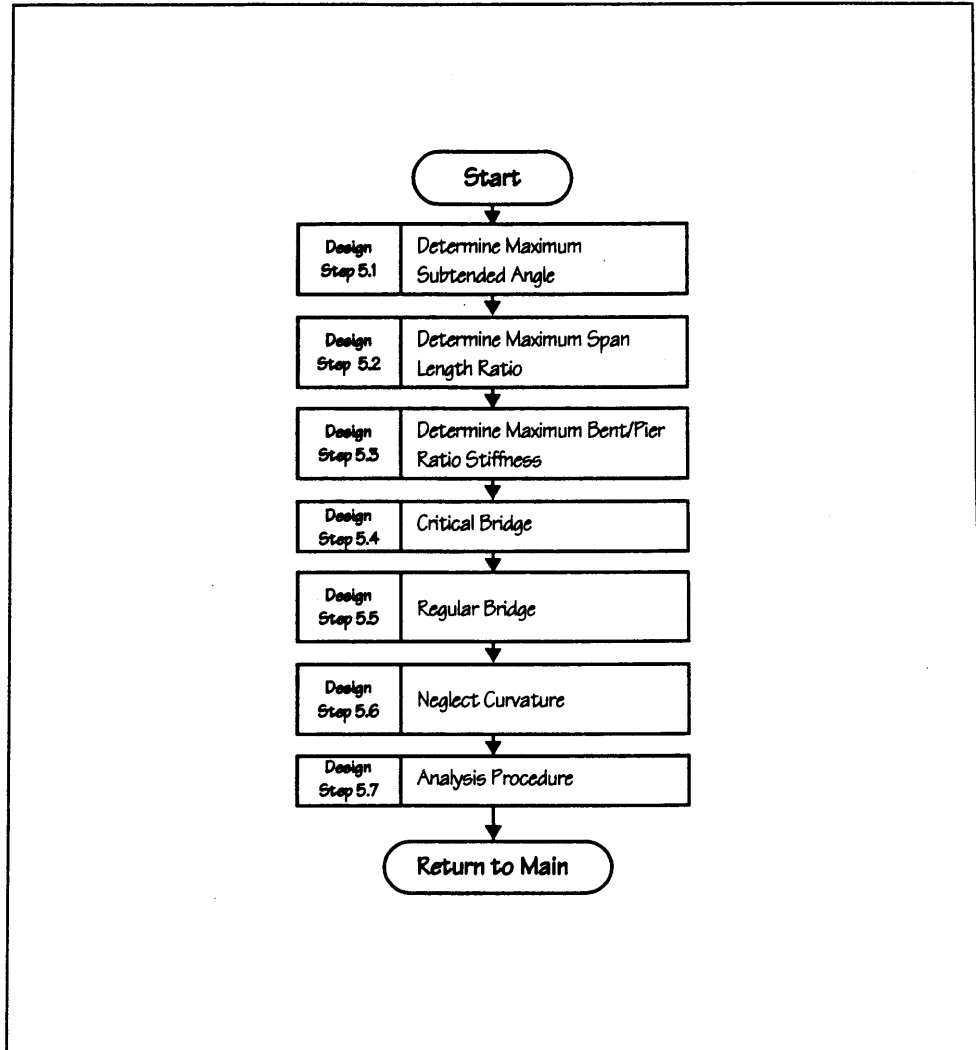 Start
Design
Step 5.1
Determine Maximum
Subtended Angle
Design
Step 5.2
Determine Maximum Span
Length Ratio
Design
Step 5.3
Determine Maximum Bent/Pier
Ratio Stiffness
Design
Step 5.4
Critical Bridge
Design
Step 5.5
Regular Bridge
Design
Step 5.6
Neglect Curvature
Design
Step 5.7
Analysis Procedure
Return to Main